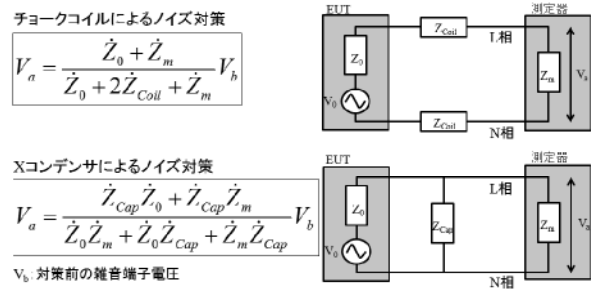 チョークコイルによるノイズ対策
V_a = (Ż_0 + Ż_m) / (Ż_0 + 2Ż_Coil + Ż_m) V_b
EUT
測定器
Z_Coil
L相
Z_0
Z_m
V_a
V_0
Z_Coil
N相
Xコンデンサによるノイズ対策
V_a = (Ż_Cap Ż_0 + Ż_Cap Ż_m) / (Ż_0 Ż_m + Ż_0 Ż_Cap + Ż_m Ż_Cap) V_b
V_b:対策前の雑音端子電圧
EUT
測定器
L相
Z_0
Z_Cap
Z_m
V_a
V_0
N相